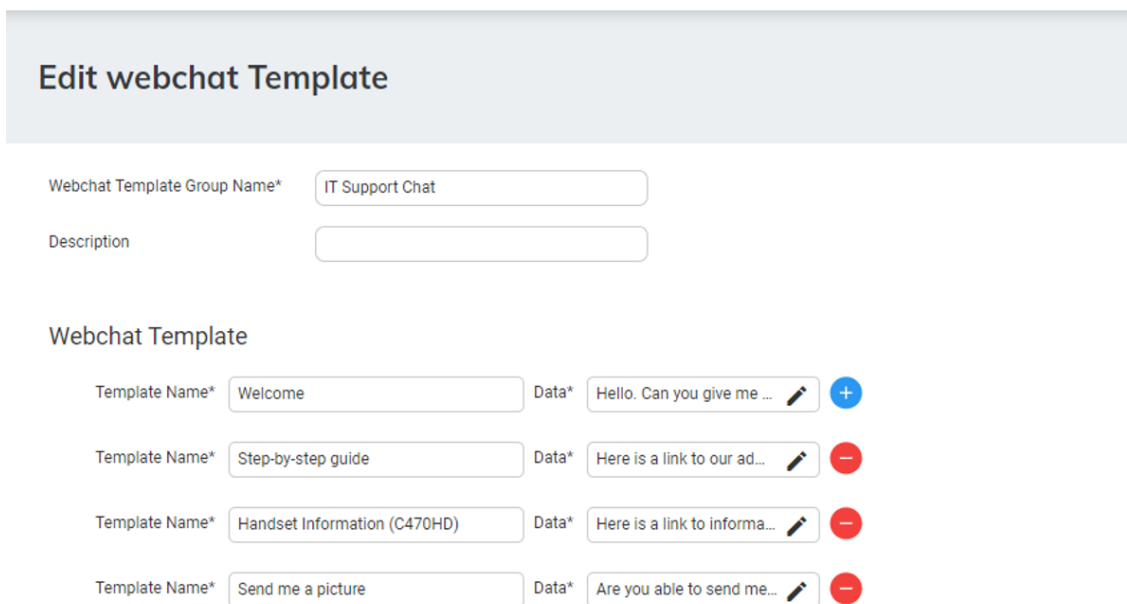 Edit webchat Template
Webchat Template Group Name* IT Support Chat
Description
Webchat Template
Template Name* Welcome Data* Hello. Can you give me ...
Template Name* Step-by-step guide Data* Here is a link to our ad...
Template Name* Handset Information (C470HD) Data* Here is a link to informa...
Template Name* Send me a picture Data* Are you able to send me...